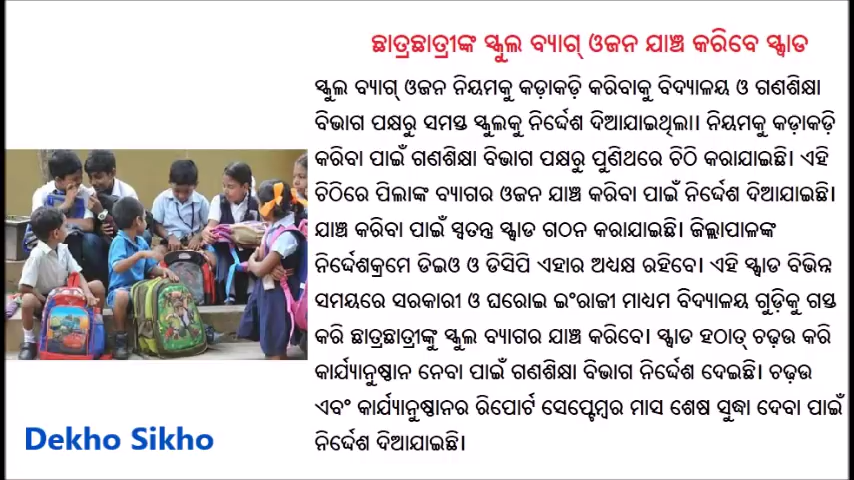 ଛାତ୍ରଛାତ୍ରୀଙ୍କ ସ୍କୁଲ ବ୍ୟାଗ୍ ଓଜନ ଯାଞ୍ଚ କରିବେ ସ୍କ୍ୱାଡ
ସ୍କୁଲ ବ୍ୟାଗ୍ ଓଜନ ନିୟମକୁ କଡ଼ାକଡ଼ି କରିବାକୁ ବିଦ୍ୟାଳୟ ଓ ଗଣଶିକ୍ଷା
ବିଭାଗ ପକ୍ଷରୁ ସମସ୍ତ ସ୍କୁଲକୁ ନିର୍ଦ୍ଦେଶ ଦିଆଯାଇଥିଲା। ନିୟମକୁ କଡ଼ାକଡ଼ି
କରିବା ପାଇଁ ଗଣଶିକ୍ଷା ବିଭାଗ ପକ୍ଷରୁ ପୁଣିଥରେ ଚିଠି କରାଯାଇଛି। ଏହି
ଚିଠିରେ ପିଲାଙ୍କ ବ୍ୟାଗର ଓଜନ ଯାଞ୍ଚ କରିବା ପାଇଁ ନିର୍ଦ୍ଦେଶ ଦିଆଯାଇଛି।
ଯାଞ୍ଚ କରିବା ପାଇଁ ସ୍ୱତନ୍ତ୍ର ସ୍କ୍ୱାଡ ଗଠନ କରାଯାଇଛି। ଜିଲ୍ଲାପାଳଙ୍କ
ନିର୍ଦ୍ଦେଶକ୍ରମେ ଡିଇଓ ଓ ଡିସିପି ଏହାର ଅଧ୍ୟକ୍ଷ ରହିବେ। ଏହି ସ୍କ୍ୱାଡ ବିଭିନ୍ନ
ସମୟରେ ସରକାରୀ ଓ ଘରୋଇ ଇଂରାଜୀ ମାଧ୍ୟମ ବିଦ୍ୟାଳୟ ଗୁଡ଼ିକୁ ଗସ୍ତ
କରି ଛାତ୍ରଛାତ୍ରୀଙ୍କୁ ସ୍କୁଲ ବ୍ୟାଗର ଯାଞ୍ଚ କରିବେ। ସ୍କ୍ୱାଡ ହଠାତ୍ ଚଢ଼ଉ କରି
କାର୍ଯ୍ୟାନୁଷ୍ଠାନ ନେବା ପାଇଁ ଗଣଶିକ୍ଷା ବିଭାଗ ନିର୍ଦ୍ଦେଶ ଦେଇଛି। ଚଢ଼ଉ
ଏବଂ କାର୍ଯ୍ୟାନୁଷ୍ଠାନର ରିପୋର୍ଟ ସେପ୍ଟେମ୍ବର ମାସ ଶେଷ ସୁଦ୍ଧା ଦେବା ପାଇଁ
ନିର୍ଦ୍ଦେଶ ଦିଆଯାଇଛି।
Dekho Sikho